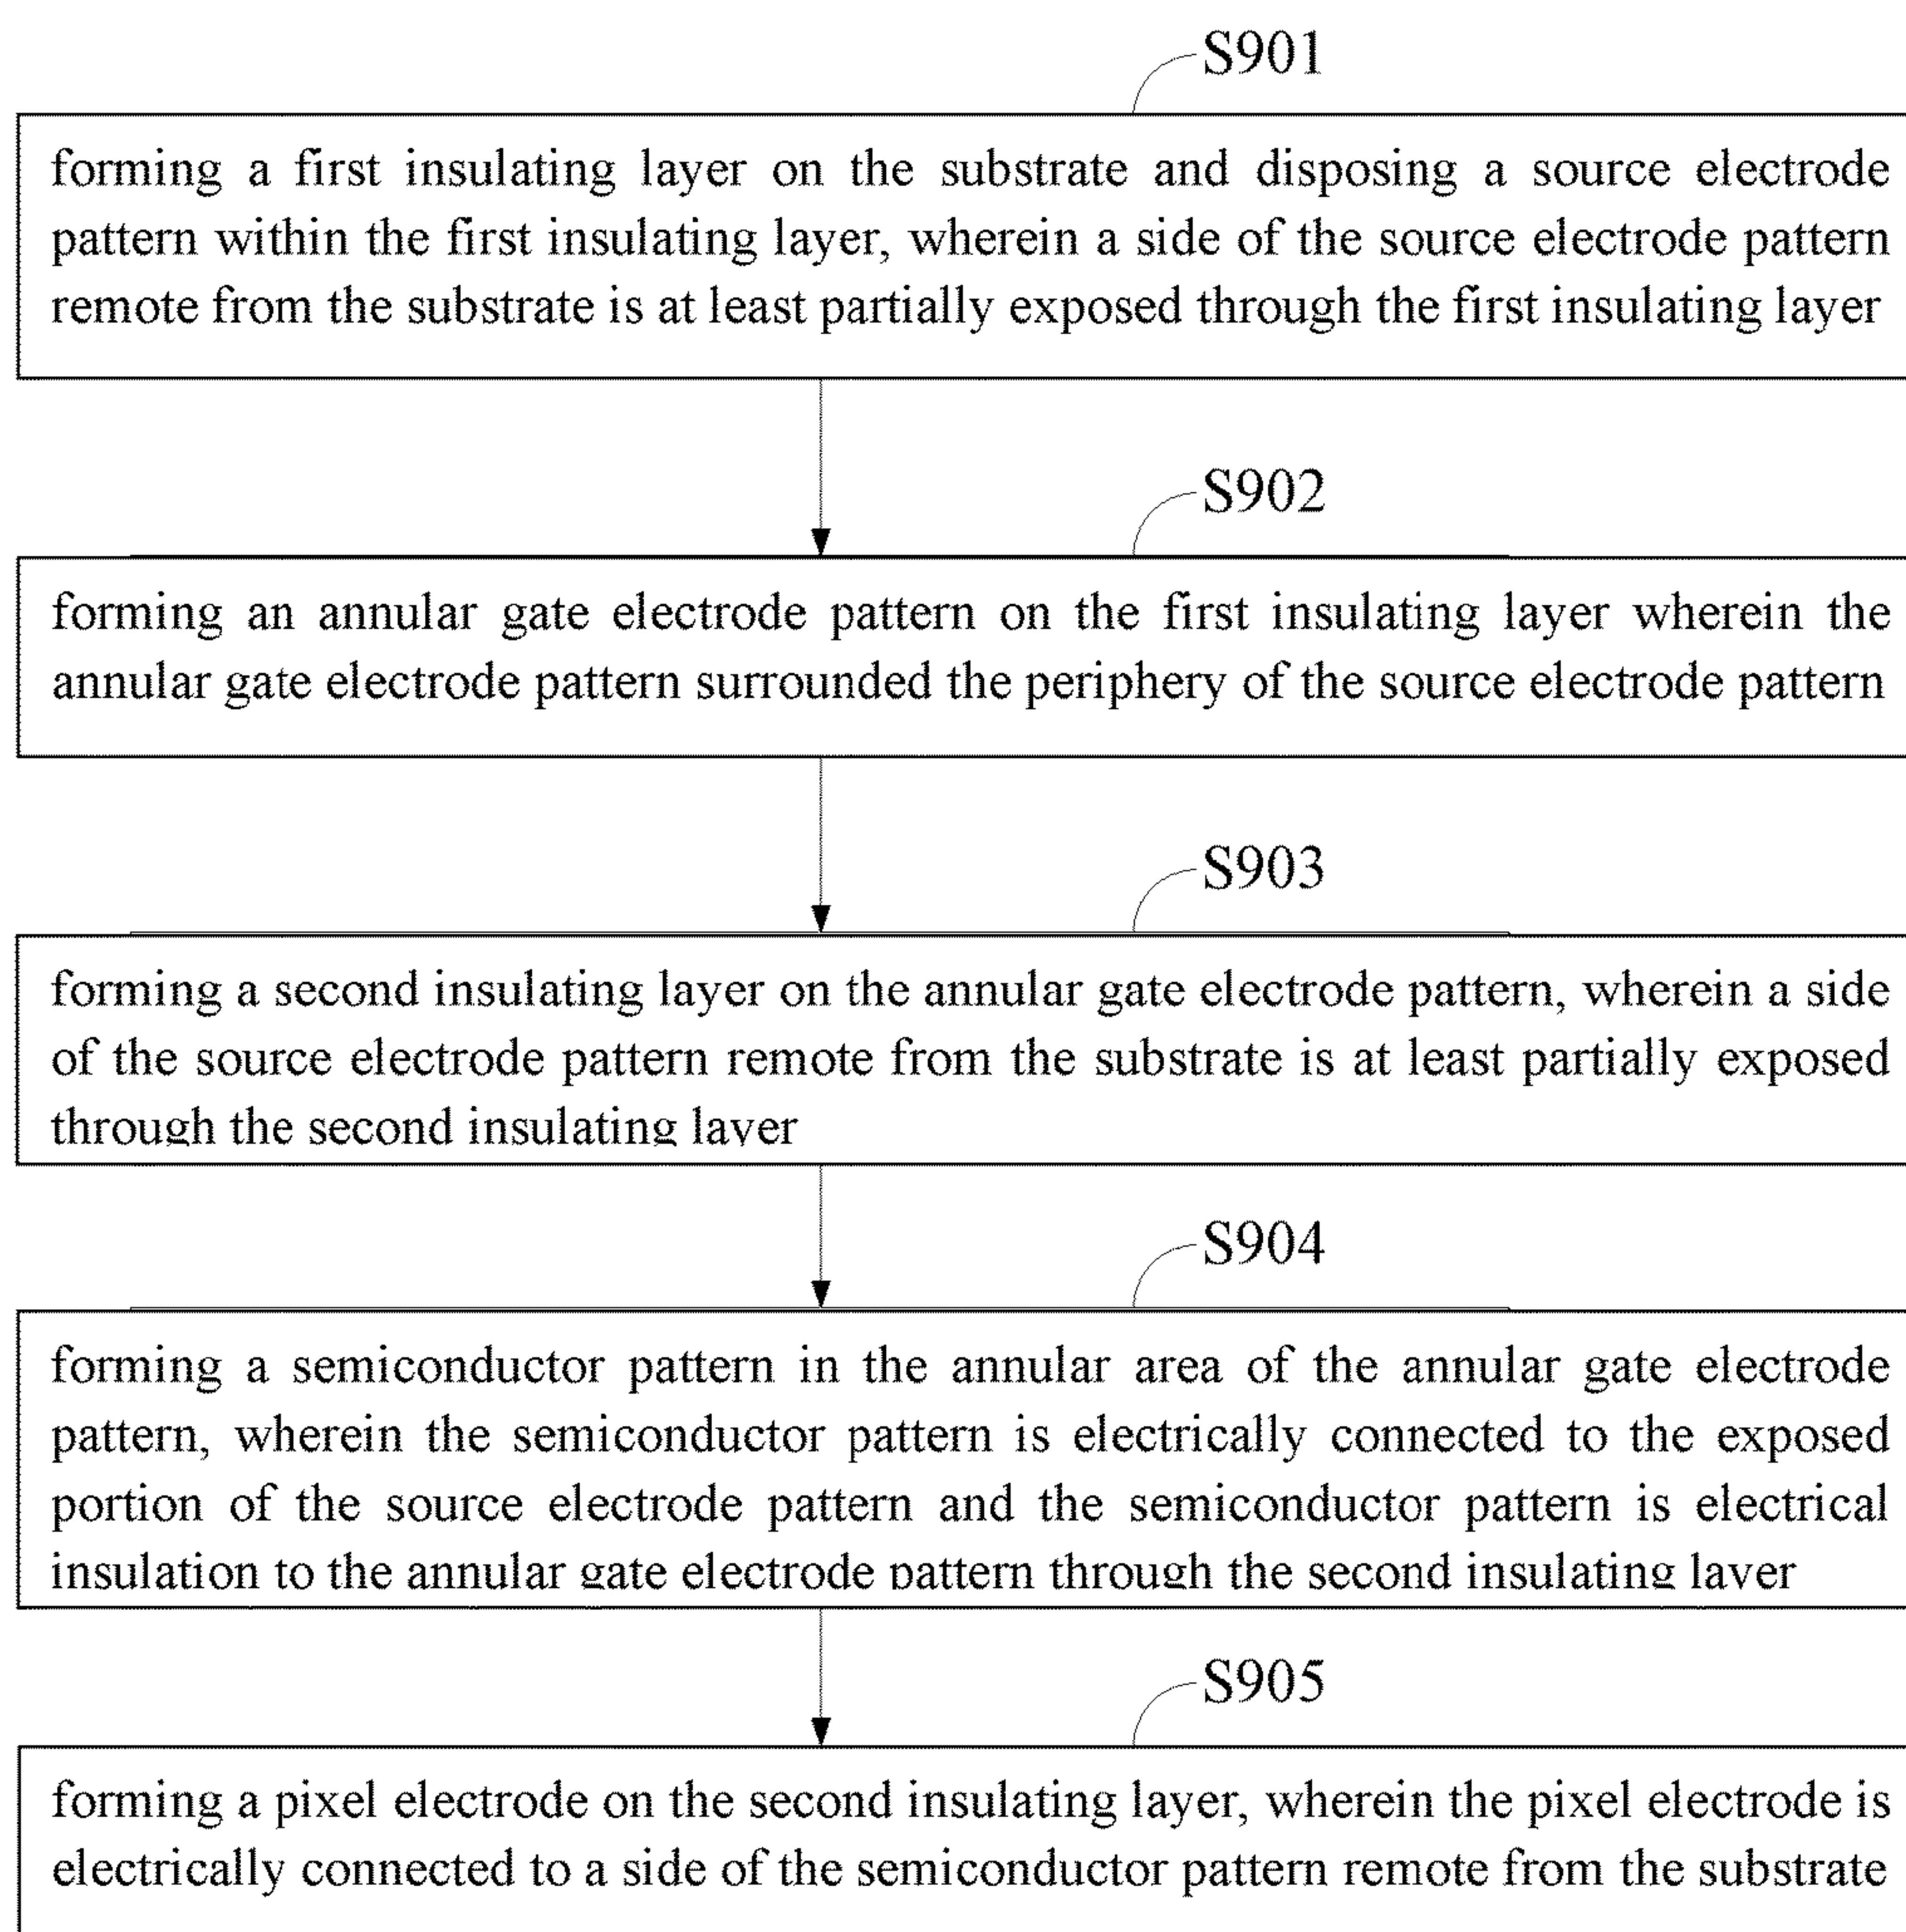 S901
forming a first insulating layer on the substrate and disposing a source electrode
pattern within the first insulating layer, wherein a side of the source electrode pattern
remote from the substrate is at least partially exposed through the first insulating layer
S902
forming an annular gate electrode pattern on the first insulating layer wherein the
annular gate electrode pattern surrounded the periphery of the source electrode pattern
S903
forming a second insulating layer on the annular gate electrode pattern, wherein a side
of the source electrode pattern remote from the substrate is at least partially exposed
through the second insulating layer
S904
forming a semiconductor pattern in the annular area of the annular gate electrode
pattern, wherein the semiconductor pattern is electrically connected to the exposed
portion of the source electrode pattern and the semiconductor pattern is electrical
insulation to the annular gate electrode pattern through the second insulating layer
S905
forming a pixel electrode on the second insulating layer, wherein the pixel electrode is
electrically connected to a side of the semiconductor pattern remote from the substrate